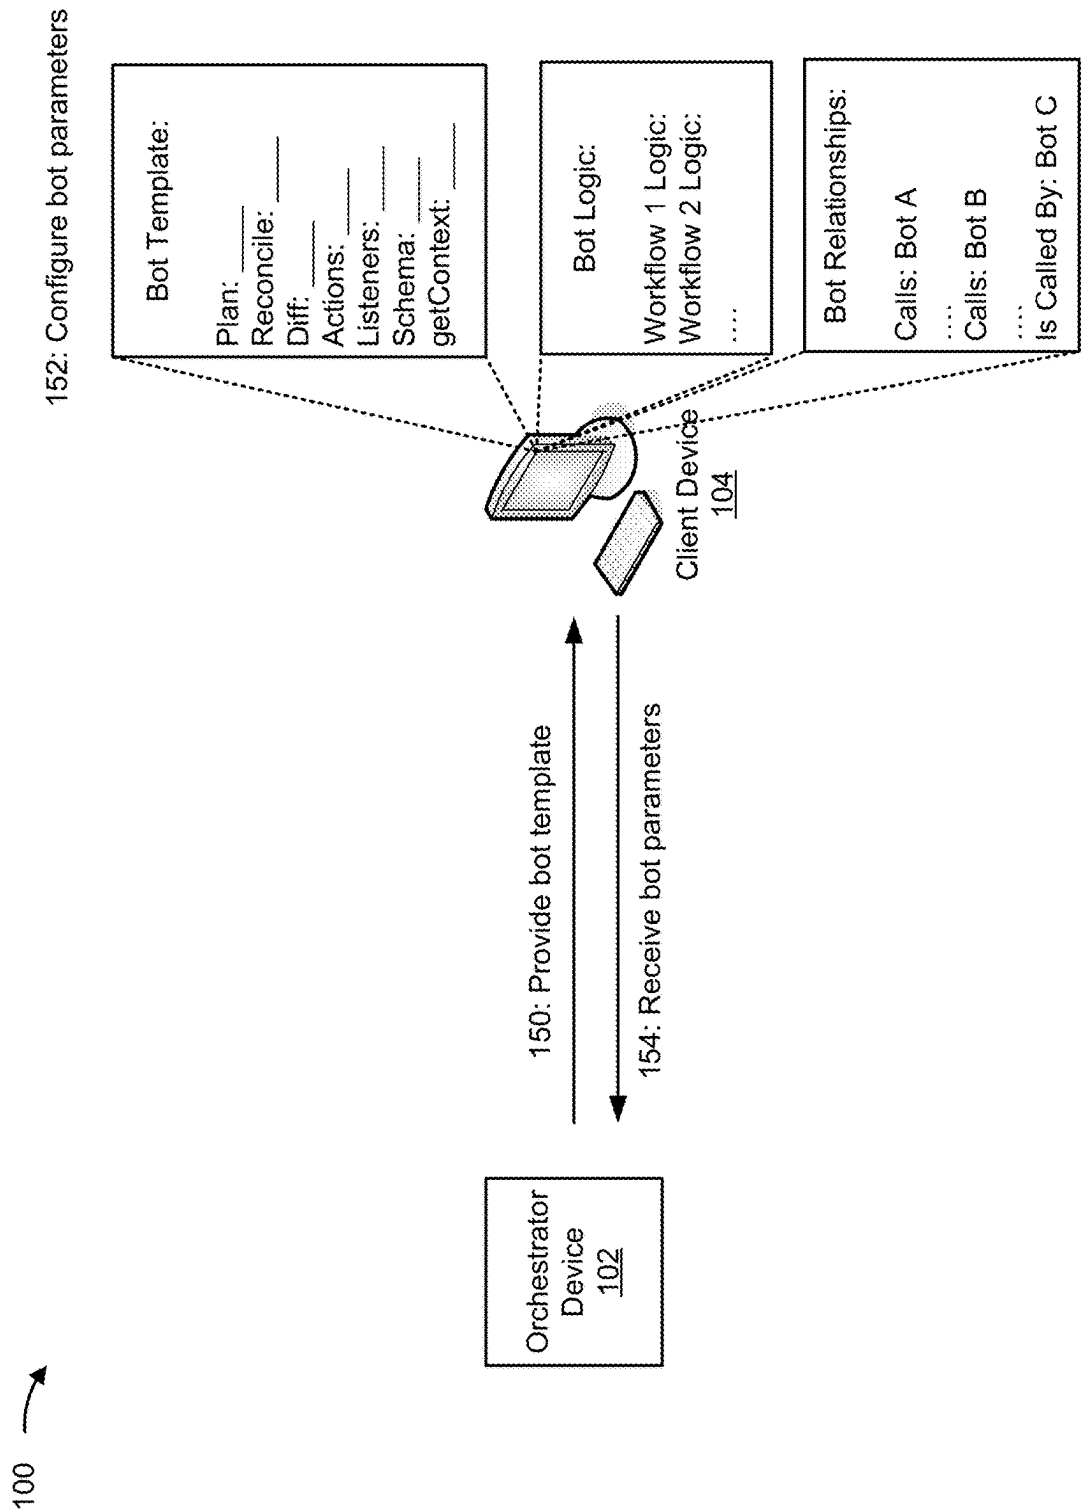 100
152: Configure bot parameters
Bot Template:
Plan: ____
Reconcile: ____
Diff: ____
Actions: ____
Listeners: ____
Schema: ____
getContext: ____
Bot Logic:
Workflow 1 Logic:
Workflow 2 Logic:
....
Bot Relationships:
Calls: Bot A
....
Calls: Bot B
....
Is Called By: Bot C
Client Device
104
150: Provide bot template
154: Receive bot parameters
Orchestrator
Device
102